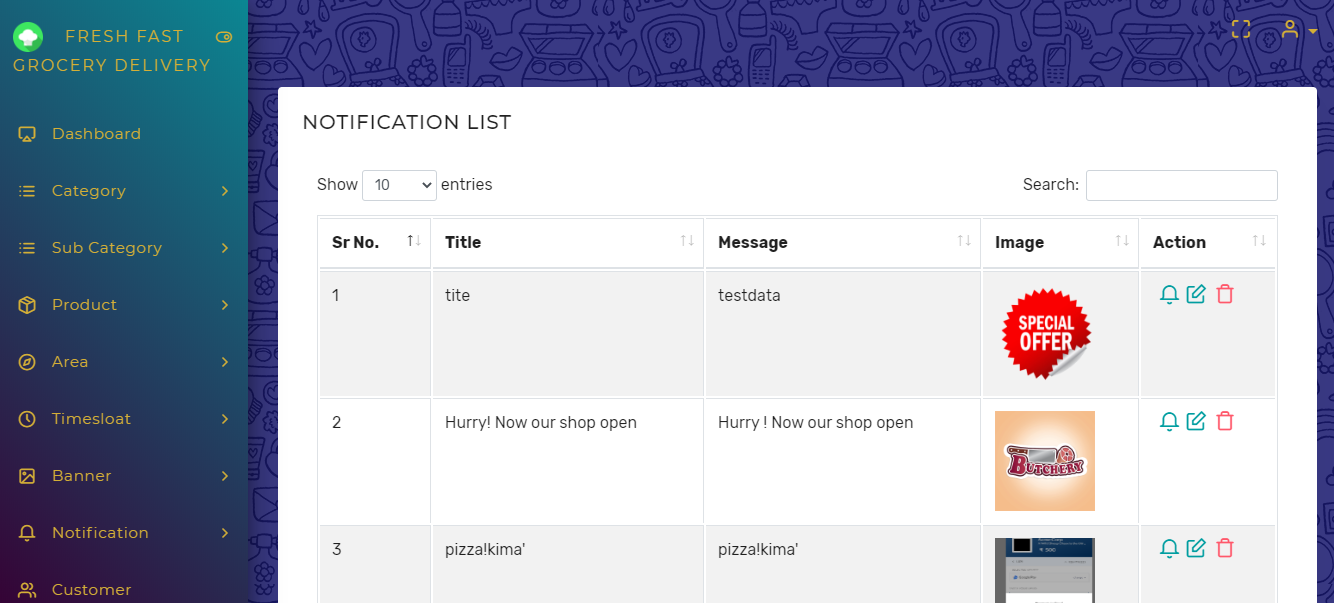 FRESH FAST
GROCERY DELIVERY
Dashboard
Category
Sub Category
Product
Area
Timesloat
Banner
Notification
Customer
NOTIFICATION LIST
Show 10 entries
Search:
Sr No. Title Message Image Action
1 tite testdata
SPECIAL
OFFER
2 Hurry! Now our shop open Hurry ! Now our shop open
BUTCHERY
3 pizza!kima' pizza!kima'